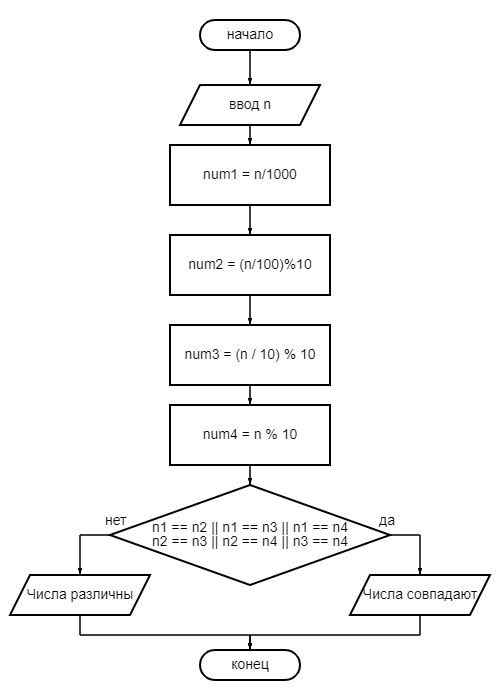 начало
ввод n
num1 = n/1000
num2 = (n/100)%10
num3 = (n / 10) % 10
num4 = n % 10
нет
да
n1 == n2 || n1 == n3 || n1 == n4
n2 == n3 || n2 == n4 || n3 == n4
Числа различны
Числа совпадают
конец